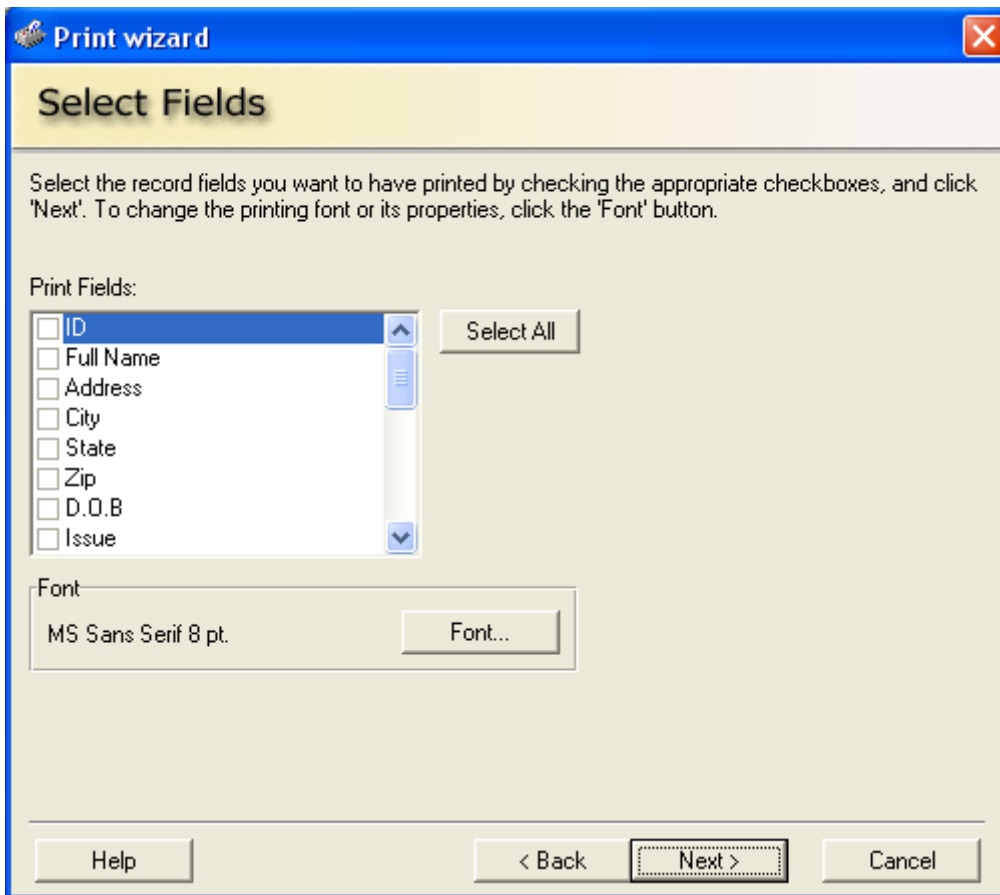 Print wizard
Select Fields
Select the record fields you want to have printed by checking the appropriate checkboxes, and click
'Next'. To change the printing font or its properties, click the 'Font' button.
Print Fields:
ID
Select All
Full Name
Address
City
State
Zip
D.O.B
Issue
Font
MS Sans Serif 8 pt.
Font...
Help
< Back
Next >
Cancel